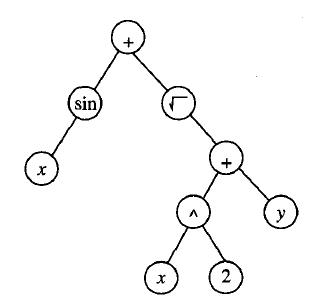 +
sin √
x
+
^ y
x 2